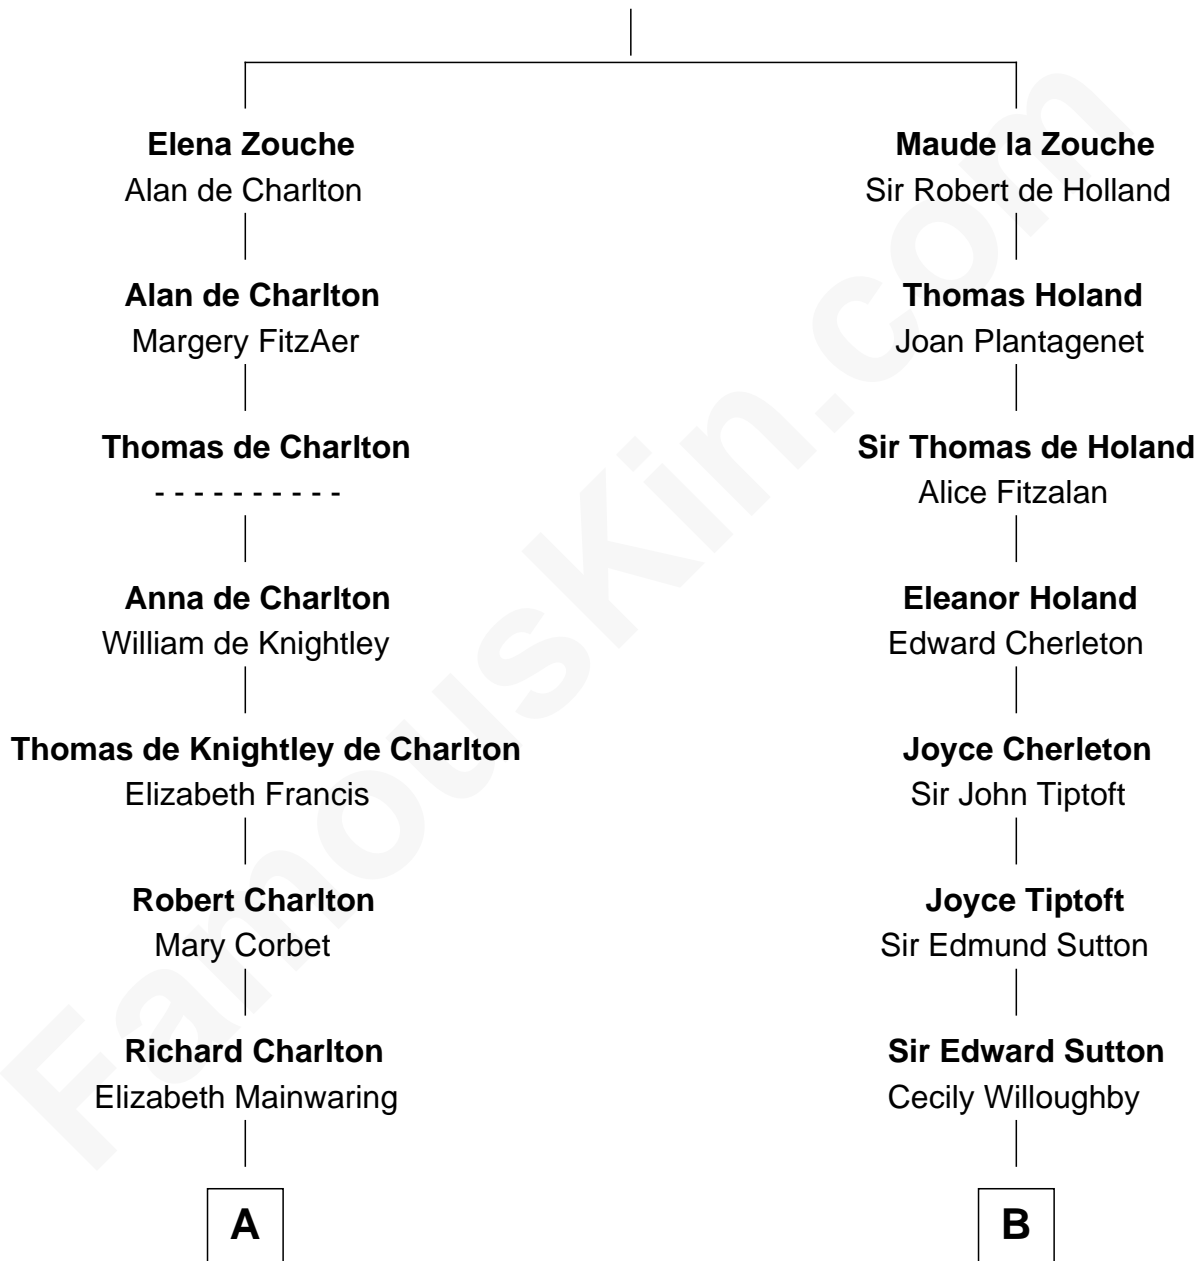 Elena Zouche
Alan de Charlton
Alan de Charlton
Margery FitzAer
Thomas de Charlton
- - - - - - - - - -
Anna de Charlton
William de Knightley
Thomas de Knightley de Charlton
Elizabeth Francis
Robert Charlton
Mary Corbet
Richard Charlton
Elizabeth Mainwaring
A
Maude la Zouche
Sir Robert de Holland
Thomas Holand
Joan Plantagenet
Sir Thomas de Holand
Alice Fitzalan
Eleanor Holand
Edward Cherleton
Joyce Cherleton
Sir John Tiptoft
Joyce Tiptoft
Sir Edmund Sutton
Sir Edward Sutton
Cecily Willoughby
B
FamousKin.com